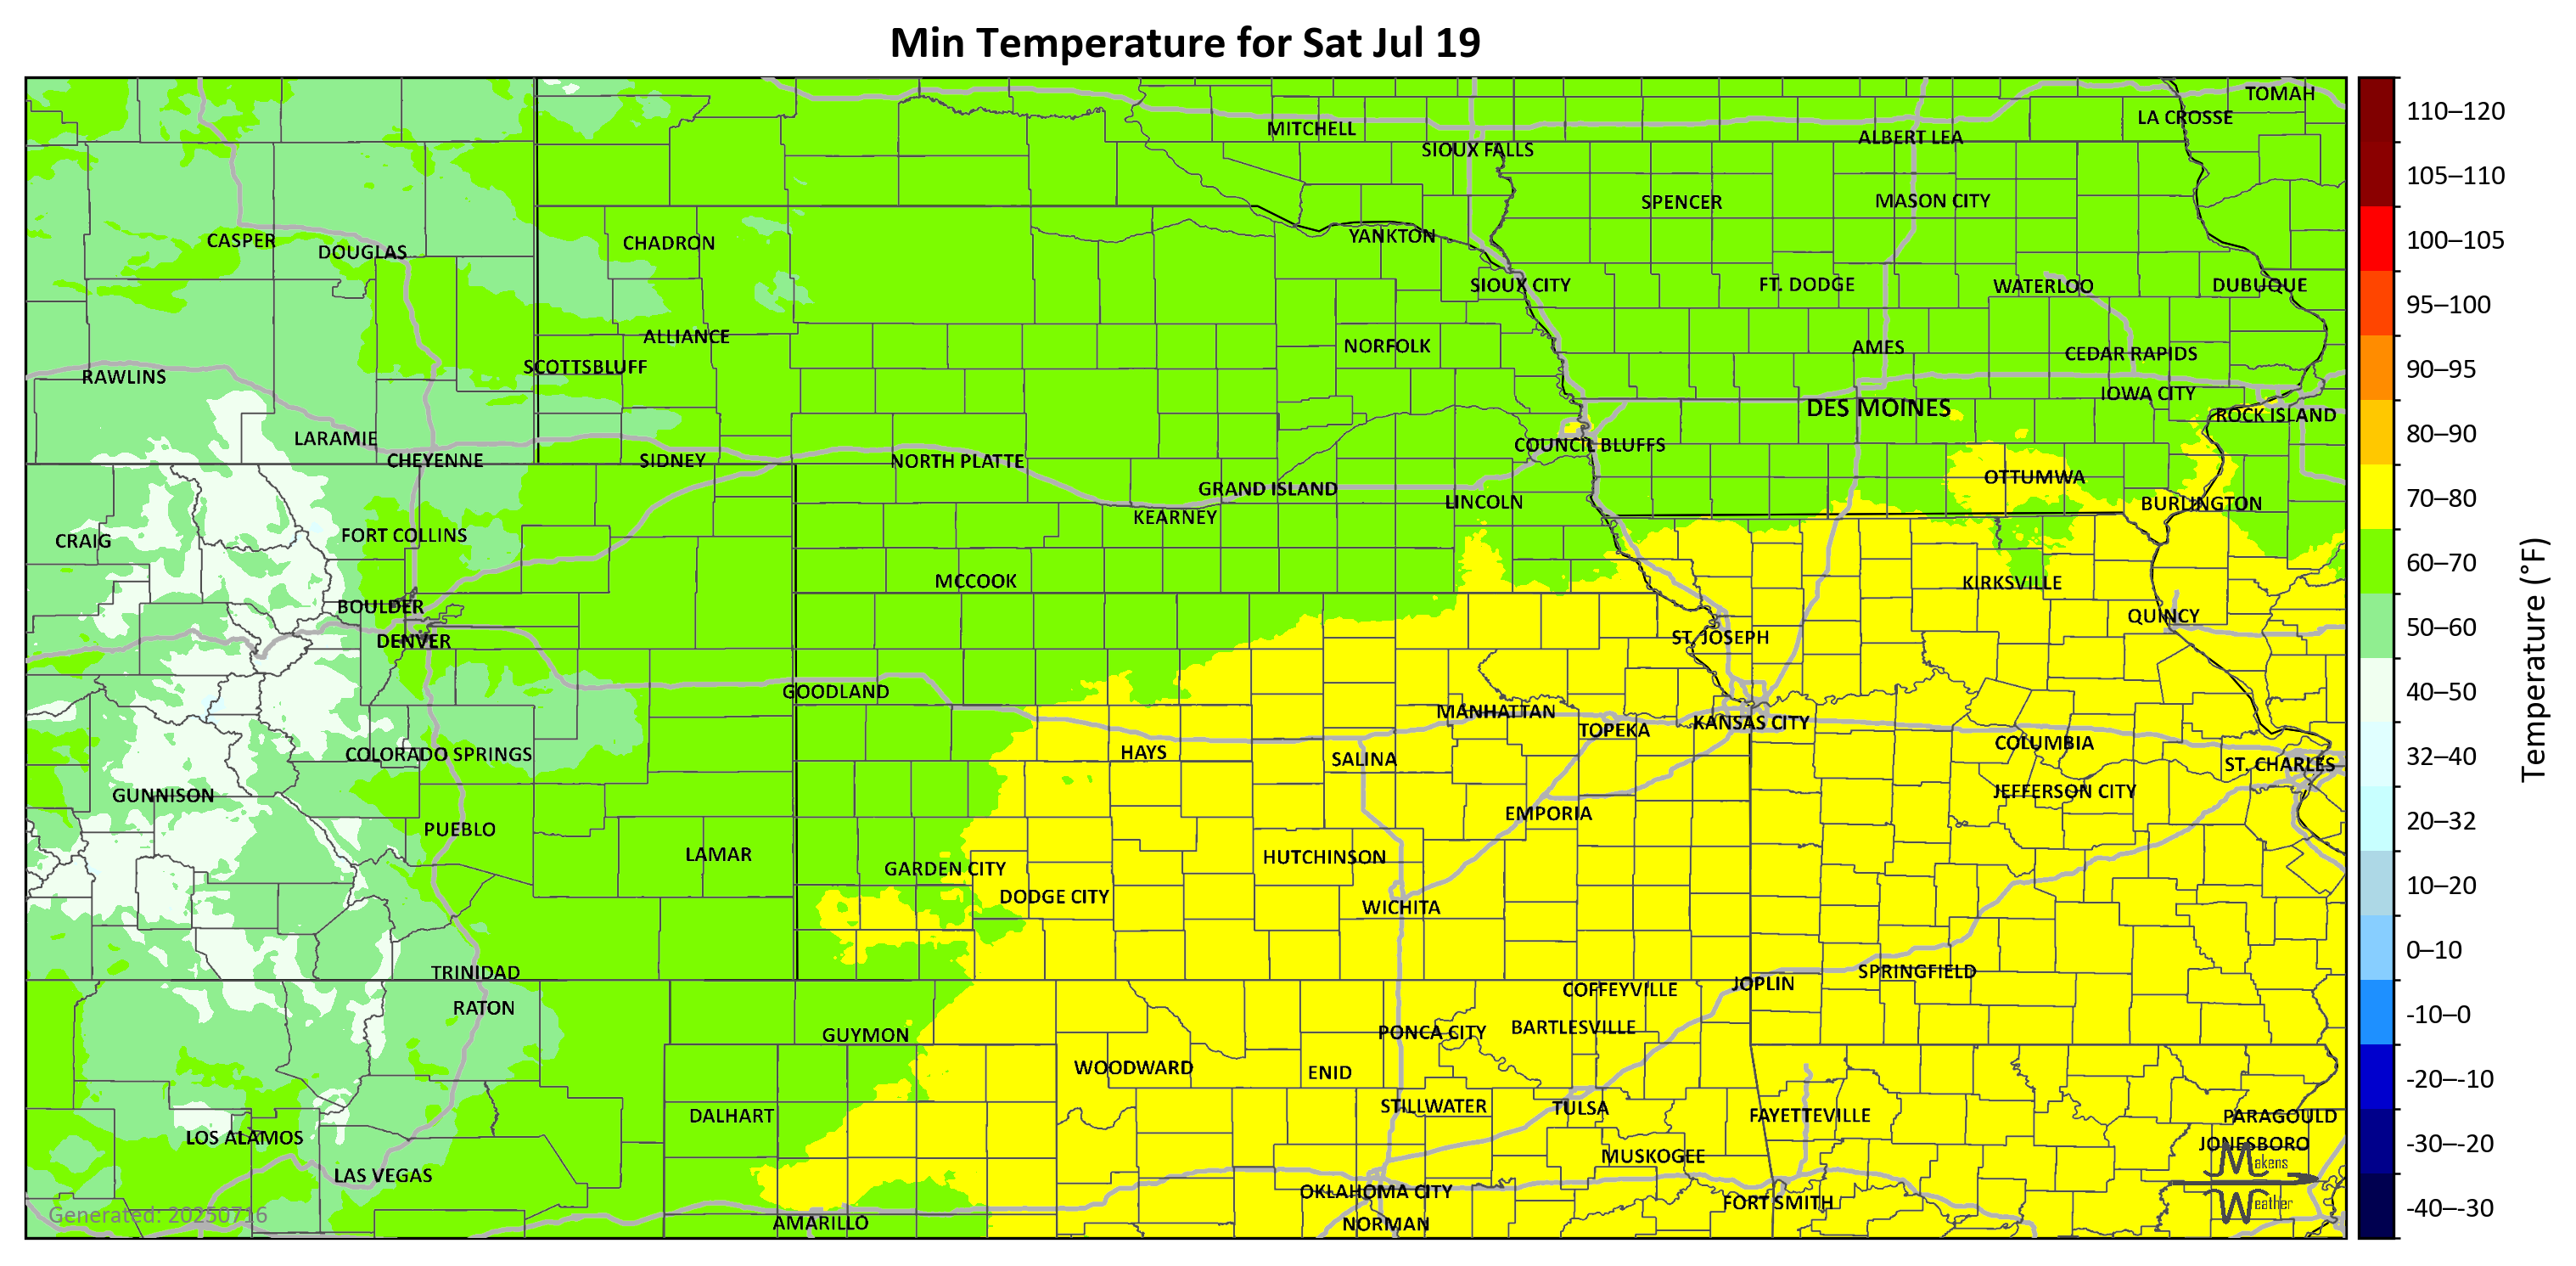 Min Temperature for Sat Jul 19
TOMAH
LA CROSSE
MITCHELL
ALBERT LEA
SIOUX FALLS
SPENCER
MASON CITY
CASPER
DOUGLAS
CHADRON
YANKTON
SIOUX CITY
FT. DODGE
WATERLOO
DUBUQUE
ALLIANCE
NORFOLK
AMES
CEDAR RAPIDS
SCOTTSBLUFF
RAWLINS
IOWA CITY
DES MOINES
ROCK ISLAND
LARAMIE
COUNCIL BLUFFS
CHEYENNE
SIDNEY
NORTH PLATTE
OTTUMWA
GRAND ISLAND
LINCOLN
BURLINGTON
KEARNEY
FORT COLLINS
CRAIG
MCCOOK
KIRKSVILLE
BOULDER
QUINCY
DENVER
ST. JOSEPH
GOODLAND
MANHATTAN
KANSAS CITY
TOPEKA
COLUMBIA
COLORADO SPRINGS
HAYS
SALINA
ST. CHARLES
JEFFERSON CITY
GUNNISON
EMPORIA
PUEBLO
LAMAR
HUTCHINSON
GARDEN CITY
DODGE CITY
WICHITA
TRINIDAD
SPRINGFIELD
JOPLIN
COFFEYVILLE
RATON
BARTLESVILLE
PONCA CITY
GUYMON
WOODWARD
ENID
STILLWATER
TULSA
DALHART
FAYETTEVILLE
PARAGOULD
LOS ALAMOS
JONESBORO
MUSKOGEE
LAS VEGAS
OKLAHOMA CITY
FORT SMITH
AMARILLO
NORMAN
Makens
Weather
Generated: 20250716
110–120
105–110
100–105
95–100
90–95
80–90
70–80
60–70
50–60
40–50
32–40
20–32
10–20
0–10
-10–0
-20–-10
-30–-20
-40–-30
Temperature (°F)